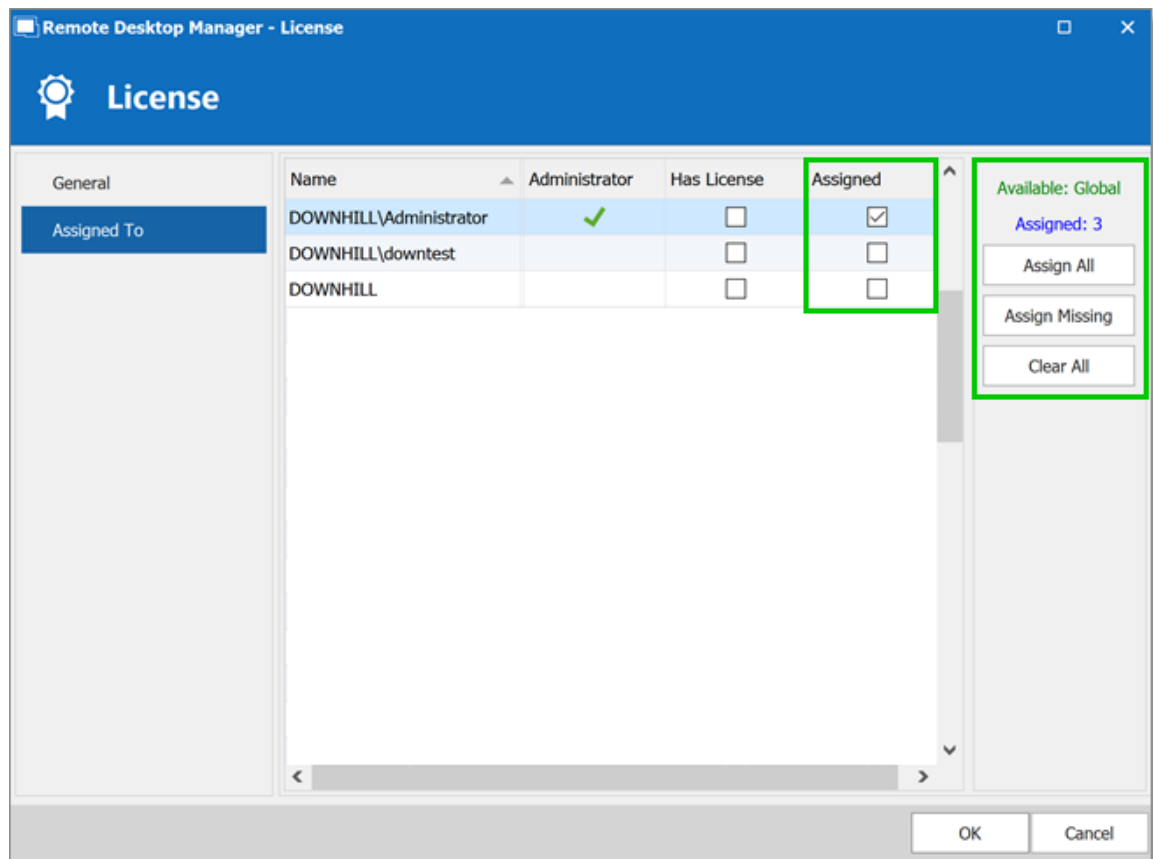 Remote Desktop Manager - License
License
General
Assigned To
Name Administrator Has License Assigned
DOWNHILL\Administrator
DOWNHILL\downtest
DOWNHILL
Available: Global
Assigned: 3
Assign All
Assign Missing
Clear All
OK Cancel